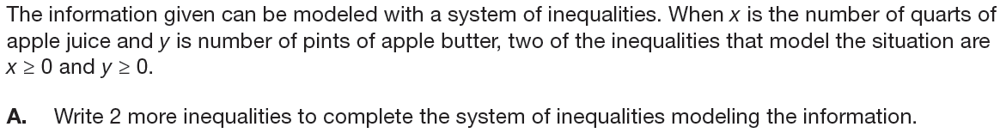 The information given can be modeled with a system of inequalities. When x is the number of quarts of
apple juice and y is number of pints of apple butter, two of the inequalities that model the situation are
x ≥ 0 and y ≥ 0.
A. Write 2 more inequalities to complete the system of inequalities modeling the information.